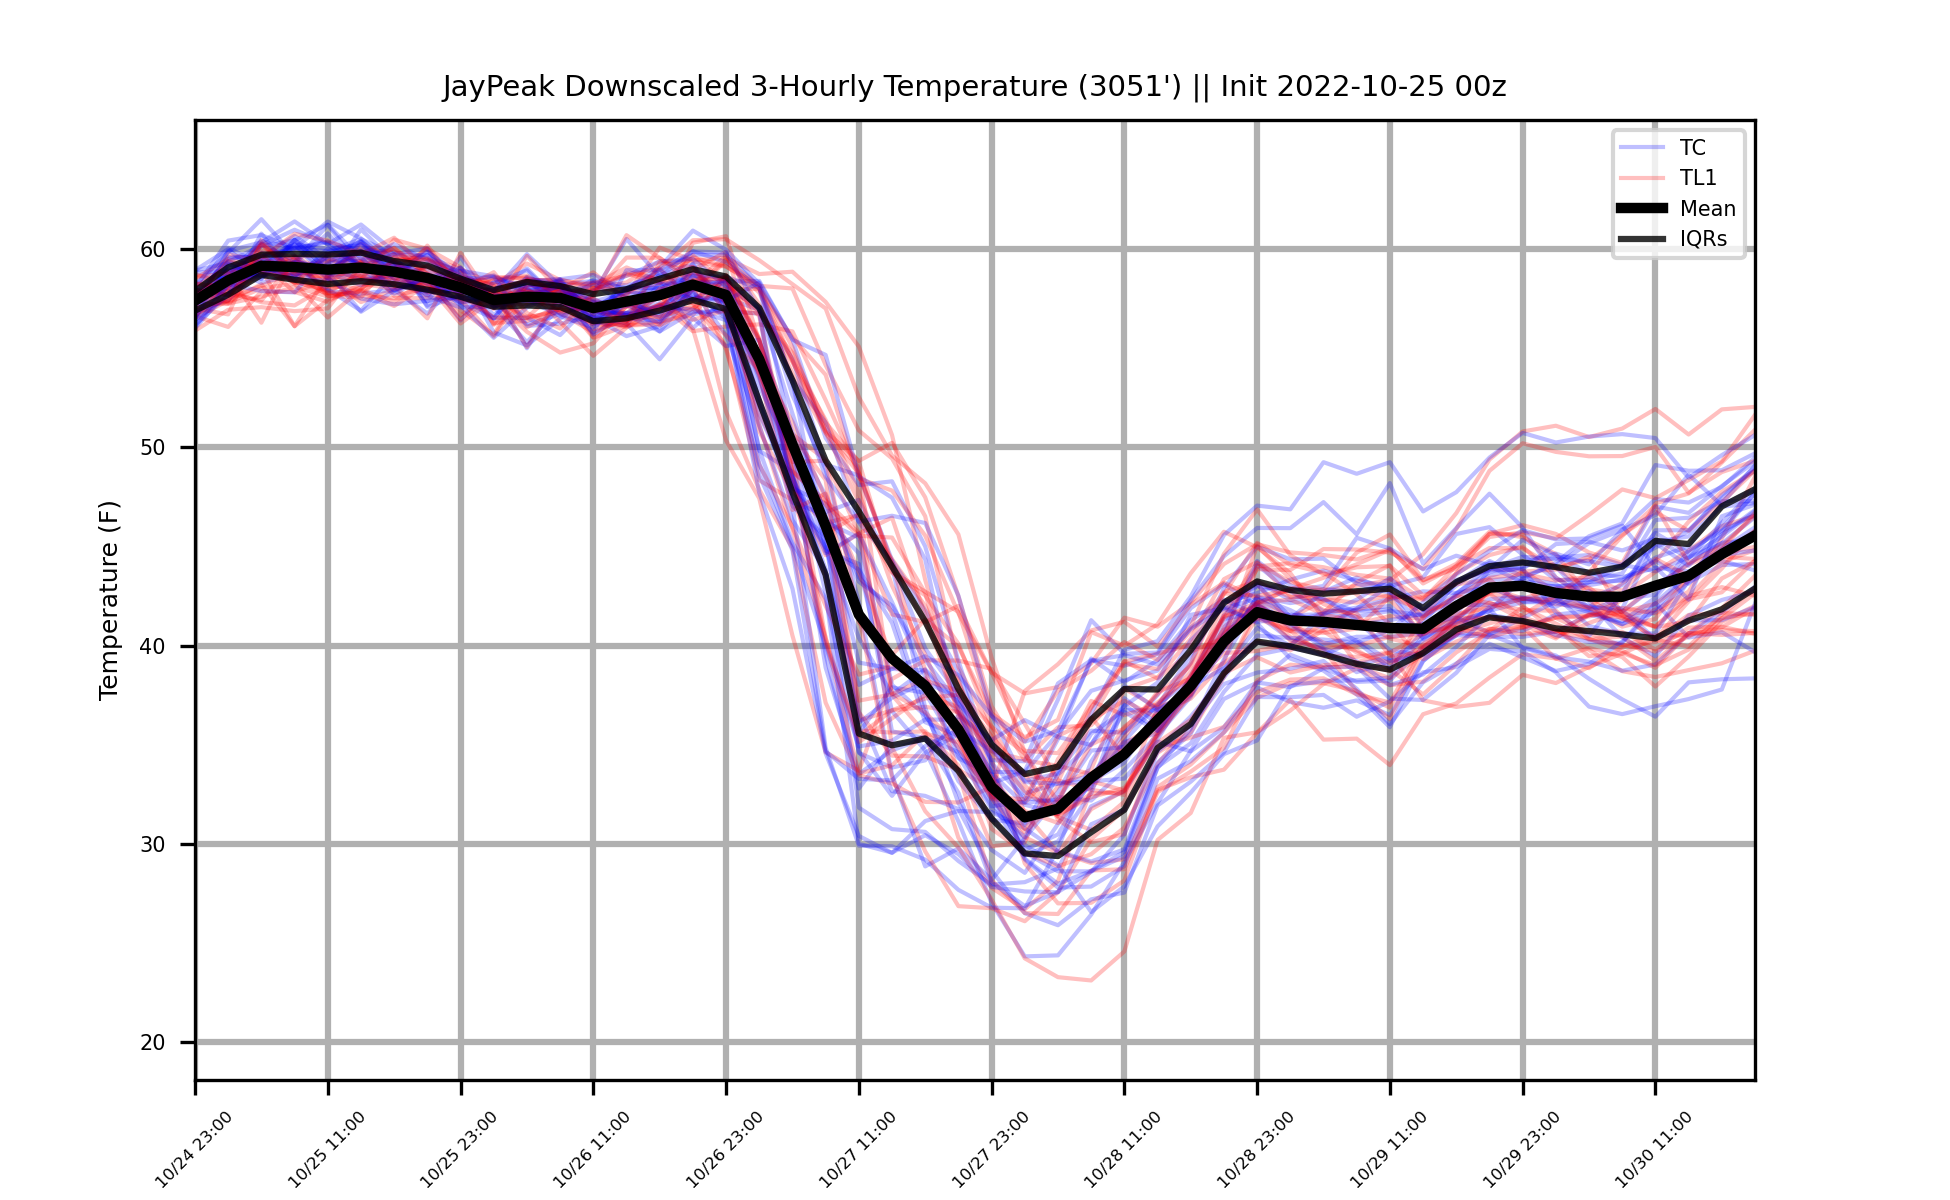 JayPeak Downscaled 3-Hourly Temperature (3051') || Init 2022-10-25 00z
TC
TL1
Mean
IQRs
Temperature (F)
60
50
40
30
20
10/24 23:00
10/25 11:00
10/25 23:00
10/26 11:00
10/26 23:00
10/27 11:00
10/27 23:00
10/28 11:00
10/28 23:00
10/29 11:00
10/29 23:00
10/30 11:00